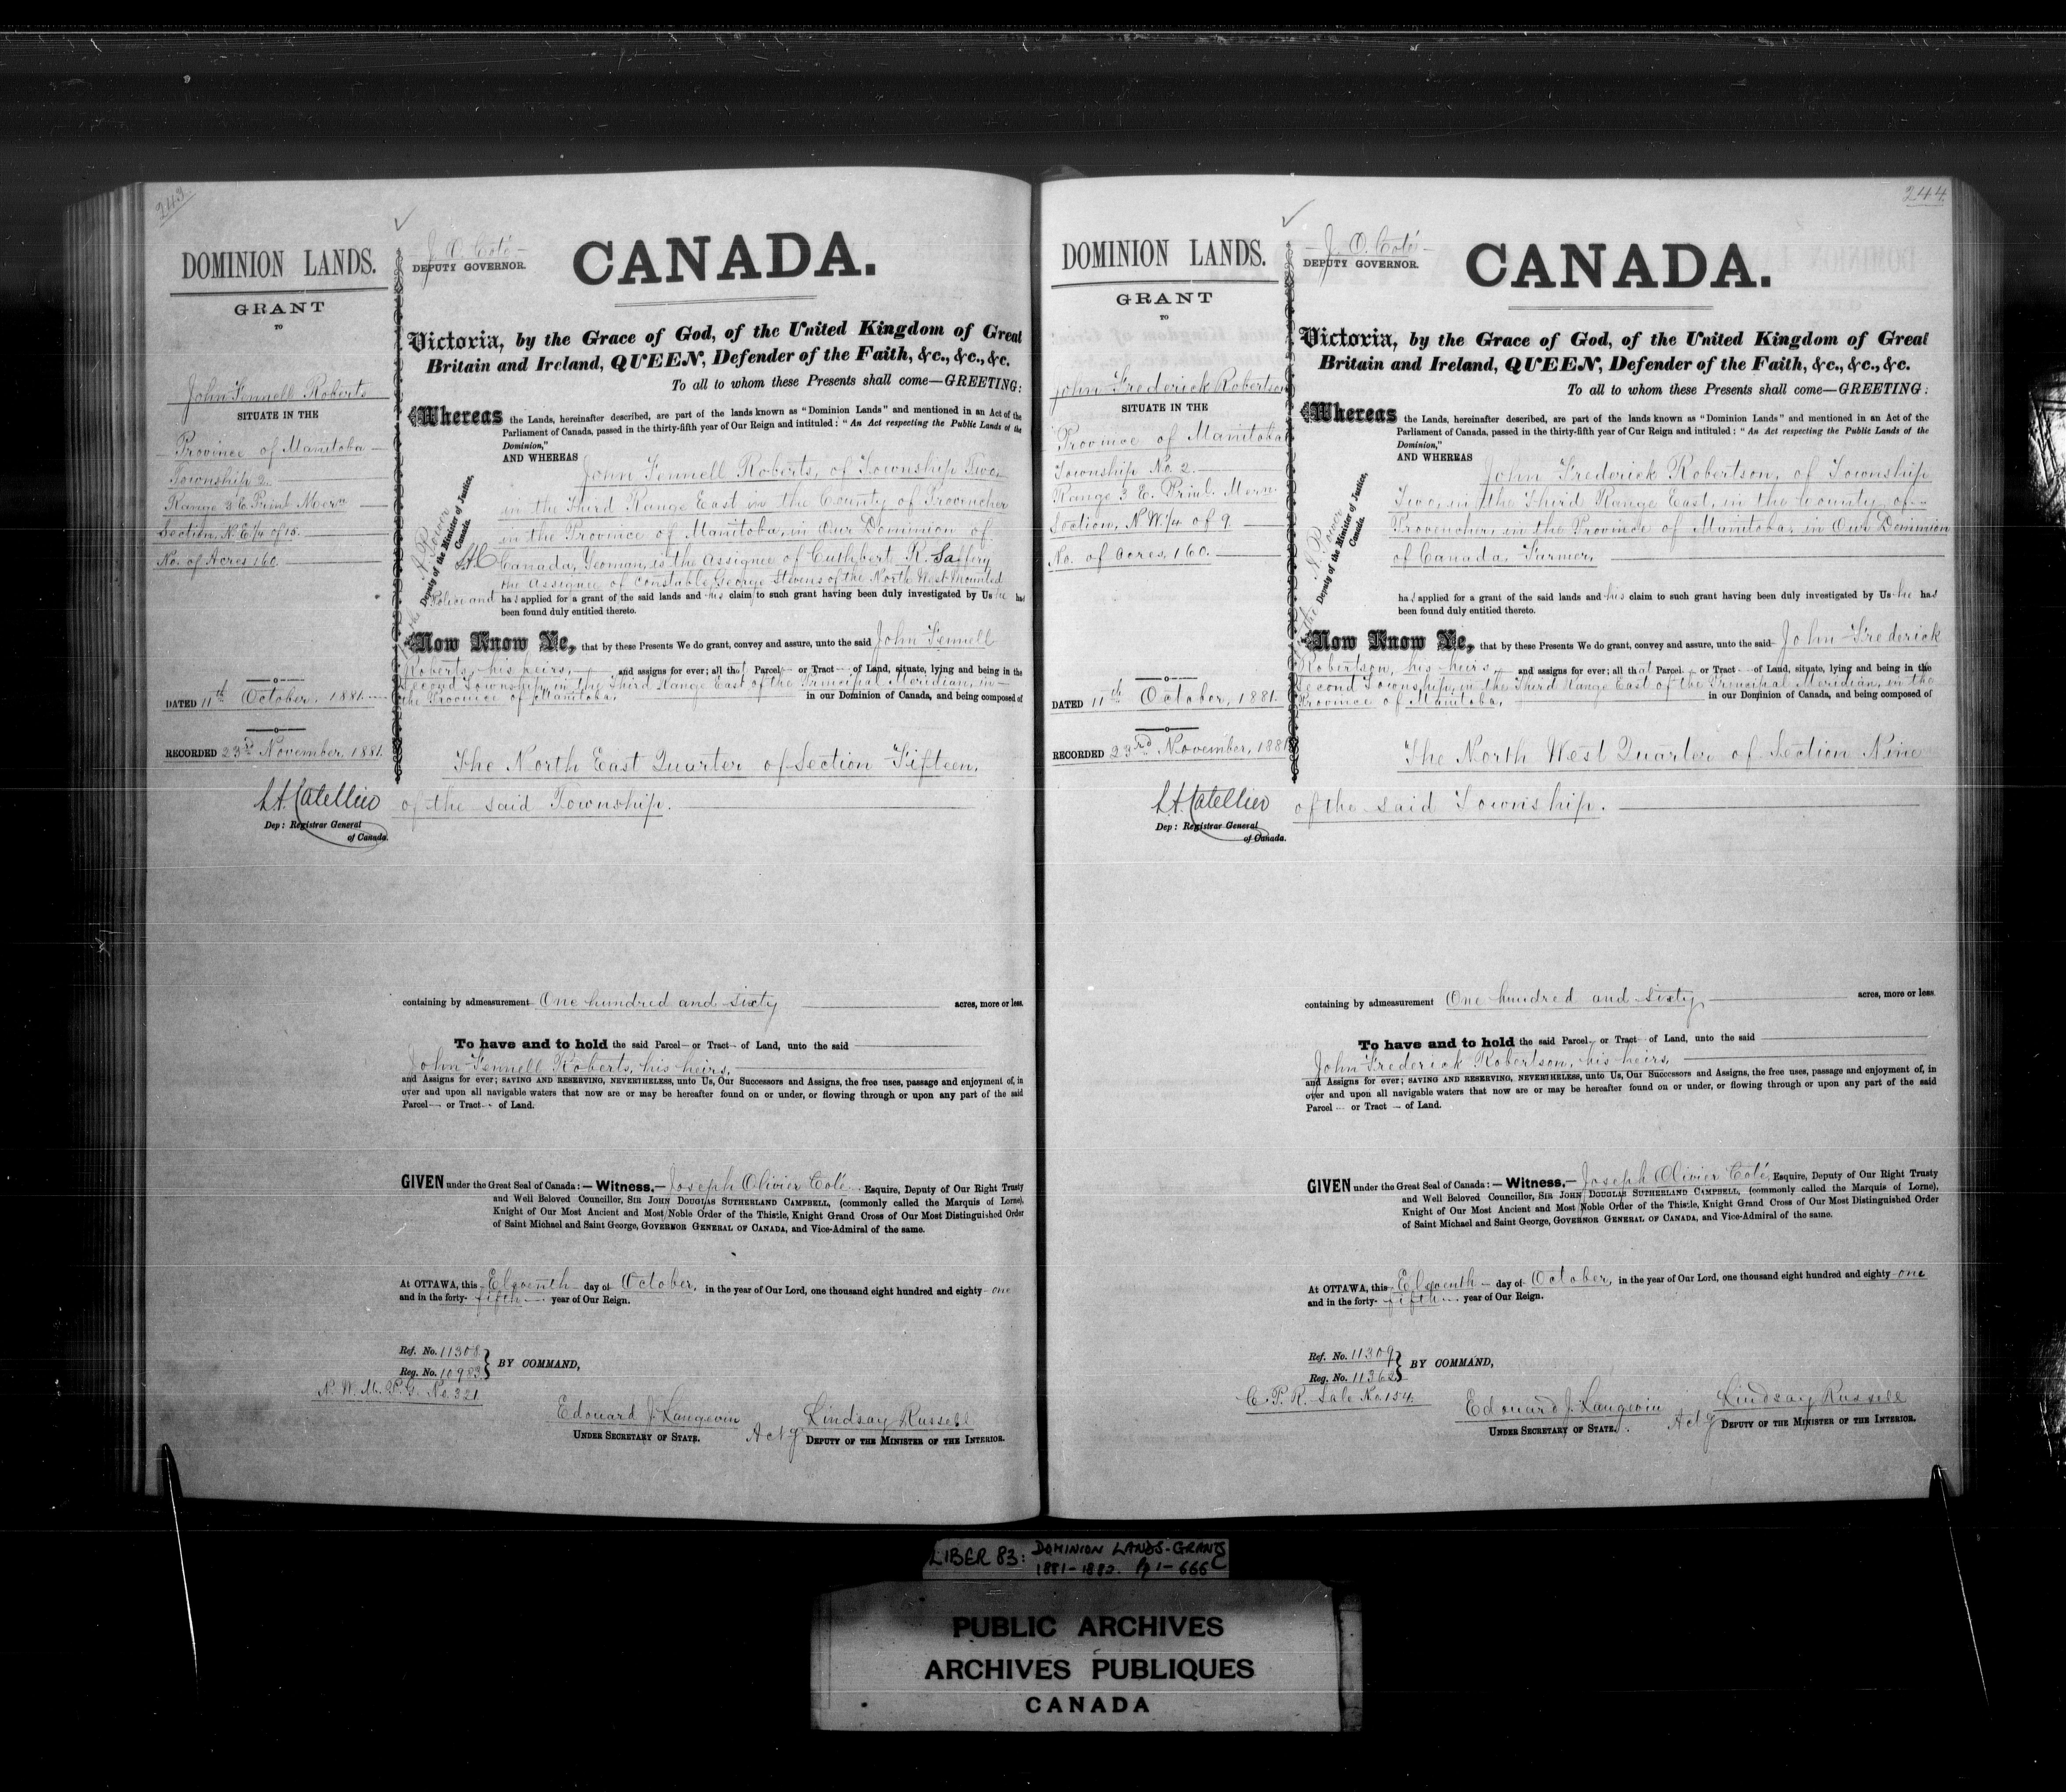 243
DOMINION LANDS.
GRANT
TO
John Fennell Roberts
SITUATE IN THE
Province of Manitoba
Township 2.
Range 3 E. Prinl Mern
Section, N.E. 1/4 of 15.
No. of Acres 160.
DATED 11th October, 1881.
RECORDED 23rd November, 1881.
L.A. Catellier
Dep: Registrar General
of Canada.
J. O. Coté
DEPUTY GOVERNOR.
CANADA.
Victoria, by the Grace of God, of the United Kingdom of Great
Britain and Ireland, QUEEN, Defender of the Faith, &c., &c., &c.
To all to whom these Presents shall come—GREETING:
Whereas the Lands, hereinafter described, are part of the lands known as "Dominion Lands" and mentioned in an Act of the
Parliament of Canada, passed in the thirty-fifth year of Our Reign and intituled: "An Act respecting the Public Lands of the
Dominion,"
AND WHEREAS John Fennell Roberts, of Township Two
in the Third Range East in the County of Provencher
in the Province of Manitoba, in Our Dominion of
Canada, Yeoman, is the assignee of Cuthbert R. Saffery
the assignee of Constable George Stevens of the North West Mounted
Police and has applied for a grant of the said lands and his claim to such grant having been duly investigated by Us he has
been found duly entitied thereto.
Deputy of the Minister of Justice,
Canada.
Now Know Ye, that by these Presents We do grant, convey and assure, unto the said John Fennell
Roberts, his heirs, and assigns for ever; all that Parcel or Tract of Land, situate, lying and being in the
Second Township, in the Third Range East of the Principal Meridian, in
the Province of Manitoba, in our Dominion of Canada, and being composed of
The North East Quarter of Section Fifteen,
of the said Township.
containing by admeasurement One hundred and sixty acres, more or less.
To have and to hold the said Parcel or Tract of Land, unto the said
John Fennell Roberts, his heirs,
and Assigns for ever; SAVING AND RESERVING, NEVERTHELESS, unto Us, Our Successors and Assigns, the free uses, passage and enjoyment of, in
over and upon all navigable waters that now are or may be hereafter found on or under, or flowing through or upon any part of the said
Parcel or Tract of Land.
GIVEN under the Great Seal of Canada:—Witness,—Joseph Olivier Coté Esquire, Deputy of Our Right Trusty
and Well Beloved Councillor, SIR JOHN DOUGLAS SUTHERLAND CAMPBELL, (commonly called the Marquis of Lorne),
Knight of Our Most Ancient and Most Noble Order of the Thistle, Knight Grand Cross of Our Most Distinguished Order
of Saint Michael and Saint George, GOVERNOR GENERAL OF CANADA, and Vice-Admiral of the same.
At OTTAWA, this Eleventh day of October, in the year of Our Lord, one thousand eight hundred and eighty-one
and in the forty-fifth year of Our Reign.
Ref. No. 11308
Reg. No. 10983
BY COMMAND,
N. W. M. P. G. No. 321
Edouard J. Langevin
UNDER SECRETARY OF STATE.
Lindsay Russell
Actg DEPUTY OF THE MINISTER OF THE INTERIOR.
244
DOMINION LANDS.
GRANT
TO
John Frederick Robertson
SITUATE IN THE
Province of Manitoba
Township No 2.
Range 3 E. Prinl. Mern.
Section, N.W. 1/4 of 9
No. of acres, 160.
DATED 11th October, 1881.
RECORDED 23rd November, 1881
L.A. Catellier
Dep: Registrar General
of Canada.
J. O. Coté
DEPUTY GOVERNOR.
CANADA.
Victoria, by the Grace of God, of the United Kingdom of Great
Britain and Ireland, QUEEN, Defender of the Faith, &c., &c., &c.
To all to whom these Presents shall come—GREETING:
Whereas the Lands, hereinafter described, are part of the lands known as "Dominion Lands" and mentioned in an Act of the
Parliament of Canada, passed in the thirty-fifth year of Our Reign and intituled: "An Act respecting the Public Lands of the
Dominion,"
AND WHEREAS John Frederick Robertson, of Township
Two, in the Third Range East, in the County of
Provencher, in the Province of Manitoba, in Our Dominion
of Canada, Farmer,
has applied for a grant of the said lands and his claim to such grant having been duly investigated by Us he has
been found duly entitied thereto.
Deputy of the Minister of Justice,
Canada.
Now Know Ye, that by these Presents We do grant, convey and assure, unto the said John Frederick
Robertson, his heirs, and assigns for ever; all that Parcel or Tract of Land, situate, lying and being in the
Second Township, in the Third Range East of the Principal Meridian, in the
Province of Manitoba, in our Dominion of Canada, and being composed of
The North West Quarter of Section Nine
of the said Township.
containing by admeasurement One hundred and sixty acres, more or less.
To have and to hold the said Parcel or Tract of Land, unto the said
John Frederick Robertson, his heirs,
and Assigns for ever; SAVING AND RESERVING, NEVERTHELESS, unto Us, Our Successors and Assigns, the free uses, passage and enjoyment of, in
over and upon all navigable waters that now are or may be hereafter found on or under, or flowing through or upon any part of the said
Parcel or Tract of Land.
GIVEN under the Great Seal of Canada:—Witness,—Joseph Olivier Coté, Esquire, Deputy of Our Right Trusty
and Well Beloved Councillor, SIR JOHN DOUGLAS SUTHERLAND CAMPBELL, (commonly called the Marquis of Lorne),
Knight of Our Most Ancient and Most Noble Order of the Thistle, Knight Grand Cross of Our Most Distinguished Order
of Saint Michael and Saint George, GOVERNOR GENERAL OF CANADA, and Vice-Admiral of the same.
At OTTAWA, this Eleventh day of October, in the year of Our Lord, one thousand eight hundred and eighty-one
and in the forty-fifth year of Our Reign.
Ref. No. 11309
Reg. No. 11362
BY COMMAND,
C. P. R. Sale No. 154.
Edouard J. Langevin
UNDER SECRETARY OF STATE.
Lindsay Russell
Actg DEPUTY OF THE MINISTER OF THE INTERIOR.
LIBER 83: DOMINION LANDS-GRANTS
1881-1882. Pp 1-666
PUBLIC ARCHIVES
ARCHIVES PUBLIQUES
CANADA